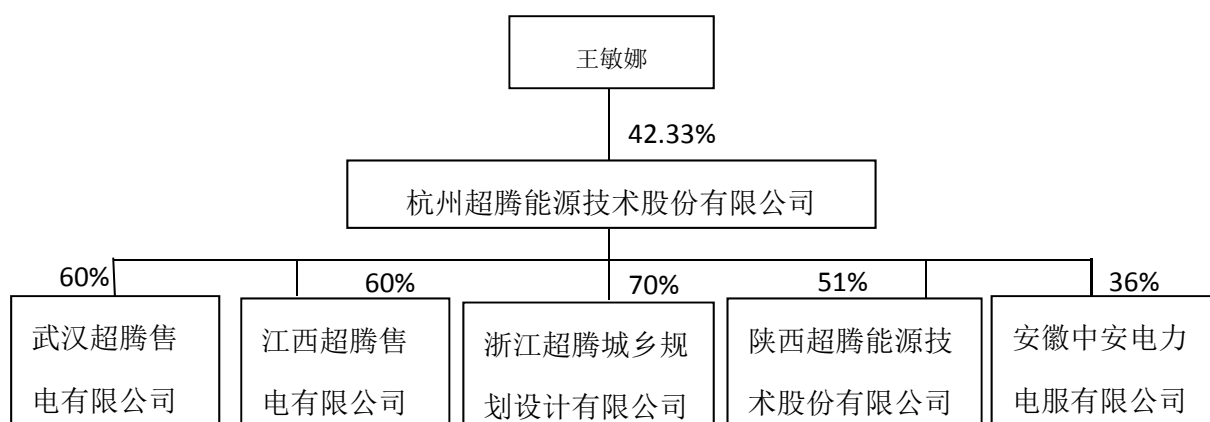 王敏娜
42.33%
杭州超腾能源技术股份有限公司
60%
60%
70%
51%
36%
武汉超腾售
电有限公司
江西超腾售
电有限公司
浙江超腾城乡规
划设计有限公司
陕西超腾能源技
术股份有限公司
安徽中安电力
电服有限公司